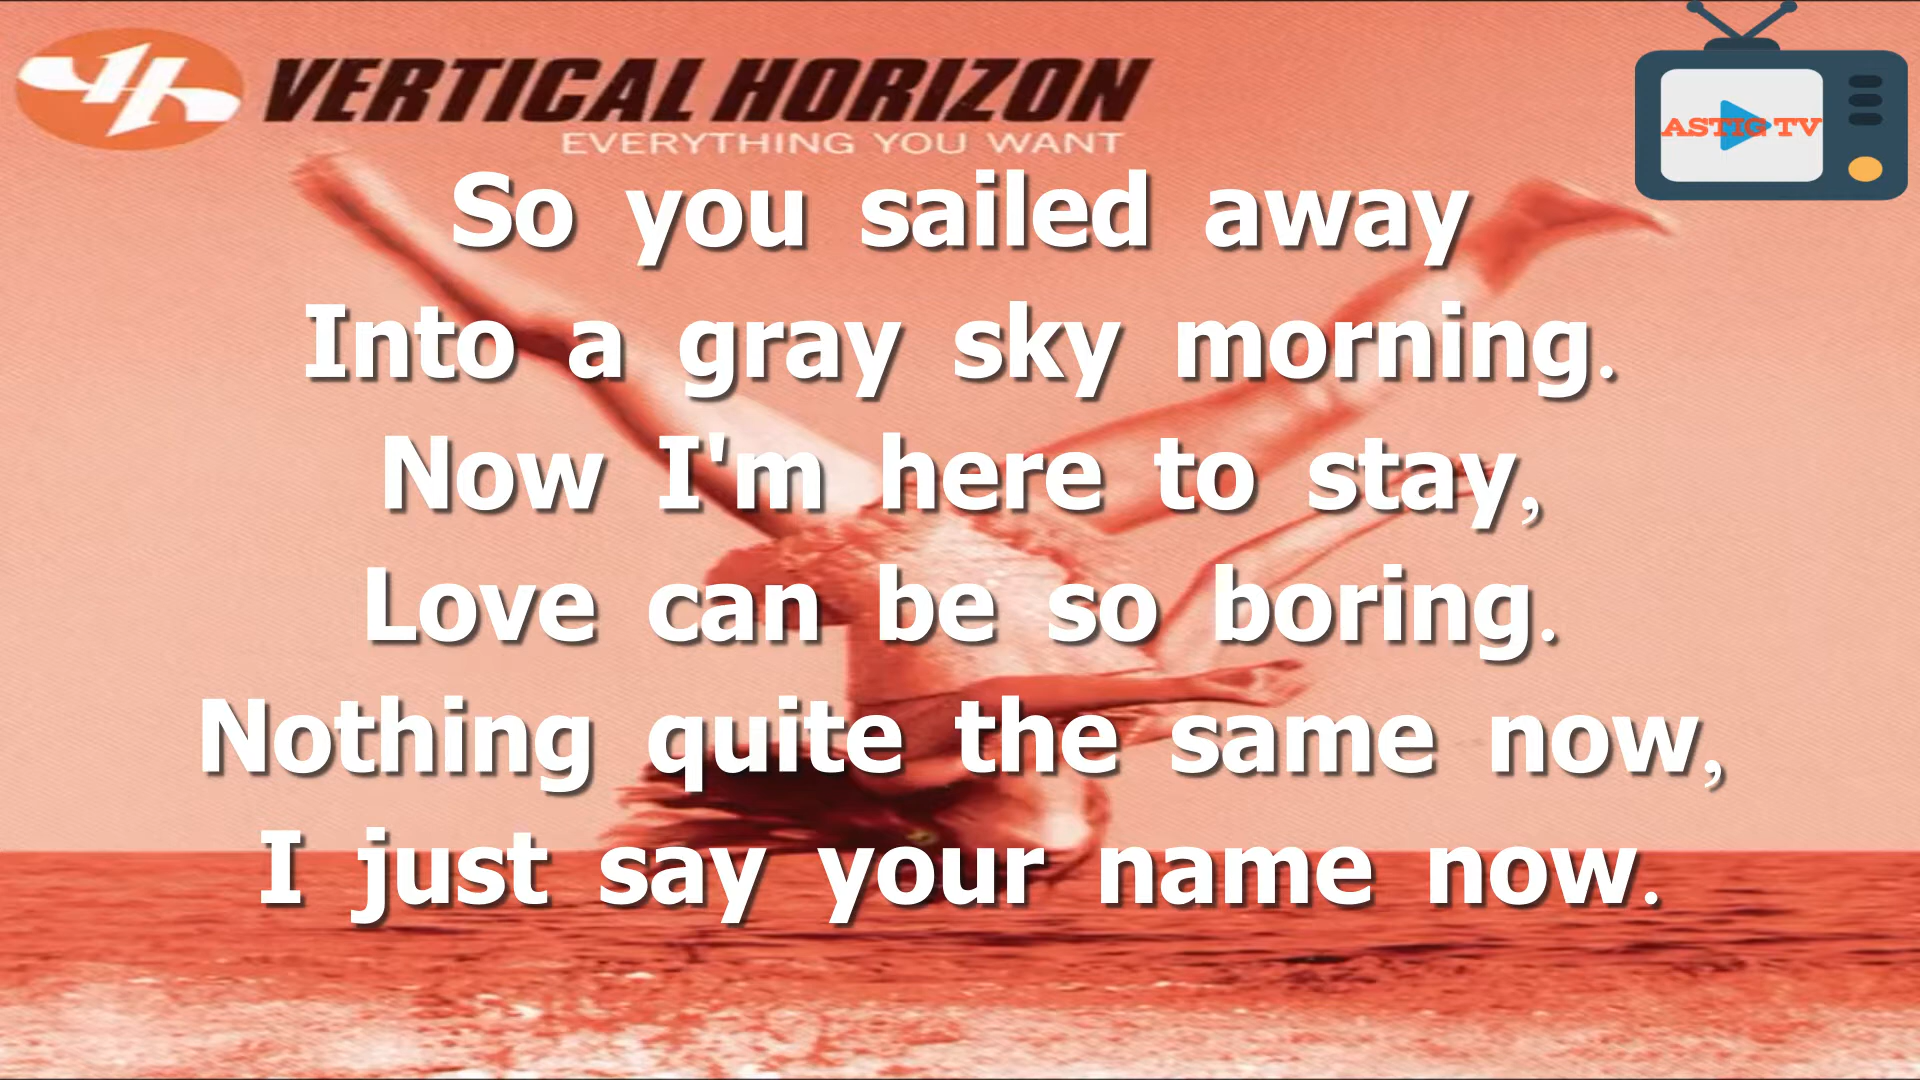 VERTICAL HORIZON
EVERYTHING YOU WANT
ASTIG TV
So you sailed away
Into a gray sky morning.
Now I'm here to stay,
Love can be so boring.
Nothing quite the same now,
I just say your name now.